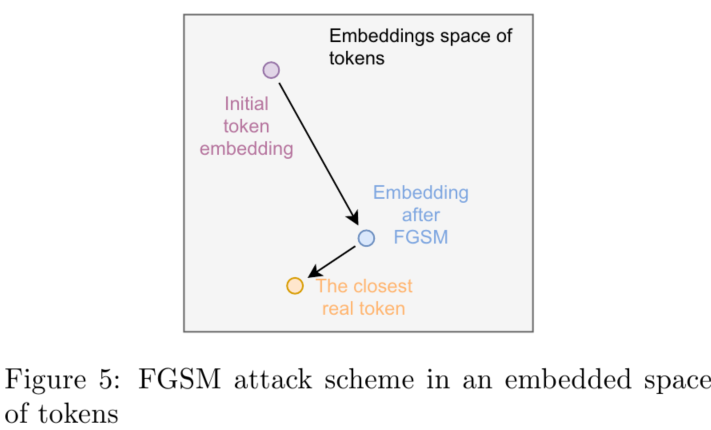 Embeddings space of
tokens
Initial
token
embedding
Embedding
after
FGSM
The closest
real token
Figure 5: FGSM attack scheme in an embedded space
of tokens